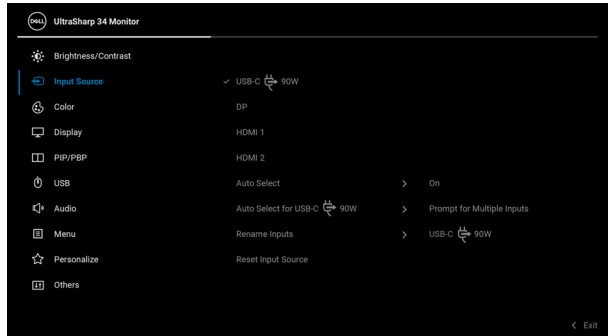 DELL UltraSharp 34 Monitor
Brightness/Contrast
Input Source USB-C 90W
Color DP
Display HDMI 1
PIP/PBP HDMI 2
USB Auto Select > On
Audio Auto Select for USB-C 90W > Prompt for Multiple Inputs
Menu Rename Inputs > USB-C 90W
Personalize Reset Input Source
Others
< Exit